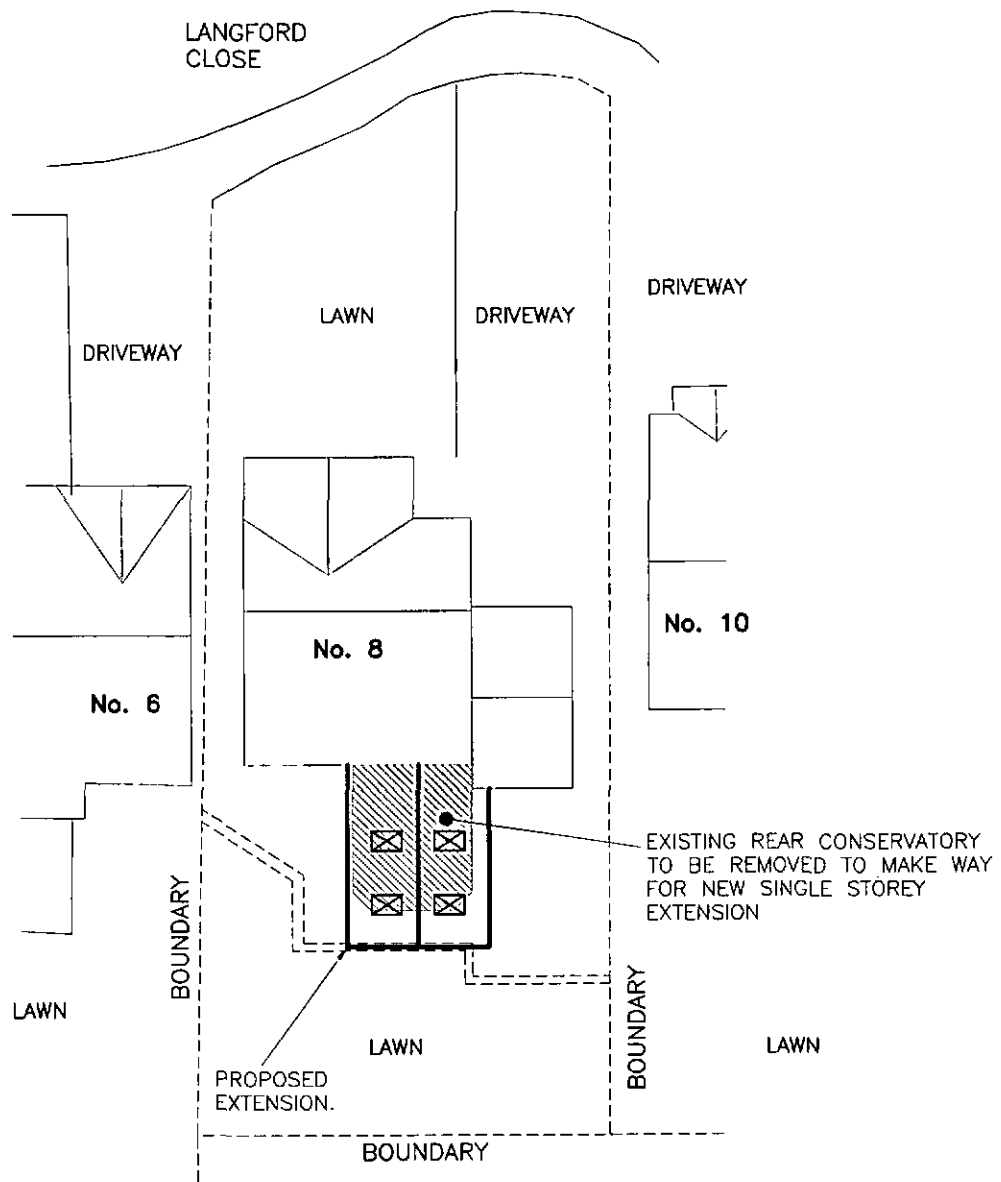 LANGFORD
CLOSE
DRIVEWAY
LAWN
DRIVEWAY
DRIVEWAY
No. 8
No. 10
No. 6
EXISTING REAR CONSERVATORY
TO BE REMOVED TO MAKE WAY
FOR NEW SINGLE STOREY
EXTENSION
BOUNDARY
LAWN
LAWN
BOUNDARY
LAWN
PROPOSED
EXTENSION.
BOUNDARY